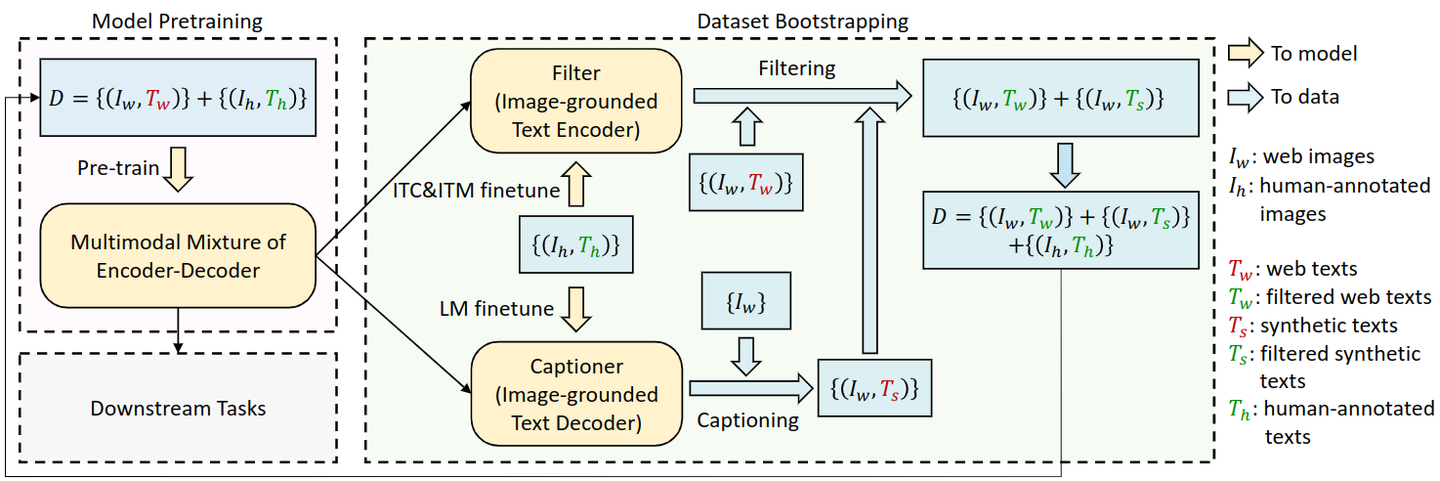 Model Pretraining
D = {(I_w, T_w)} + {(I_h, T_h)}
Pre-train
Multimodal Mixture of
Encoder-Decoder
Downstream Tasks
Dataset Bootstrapping
Filter
(Image-grounded
Text Encoder)
ITC&ITM finetune
{(I_h, T_h)}
LM finetune
Captioner
(Image-grounded
Text Decoder)
Filtering
{(I_w, T_w)}
{I_w}
Captioning
{(I_w, T_s)}
{(I_w, T_w)} + {(I_w, T_s)}
D = {(I_w, T_w)} + {(I_w, T_s)}
+{(I_h, T_h)}
To model
To data
I_w: web images
I_h: human-annotated
images
T_w: web texts
T_w: filtered web texts
T_s: synthetic texts
T_s: filtered synthetic
texts
T_h: human-annotated
texts